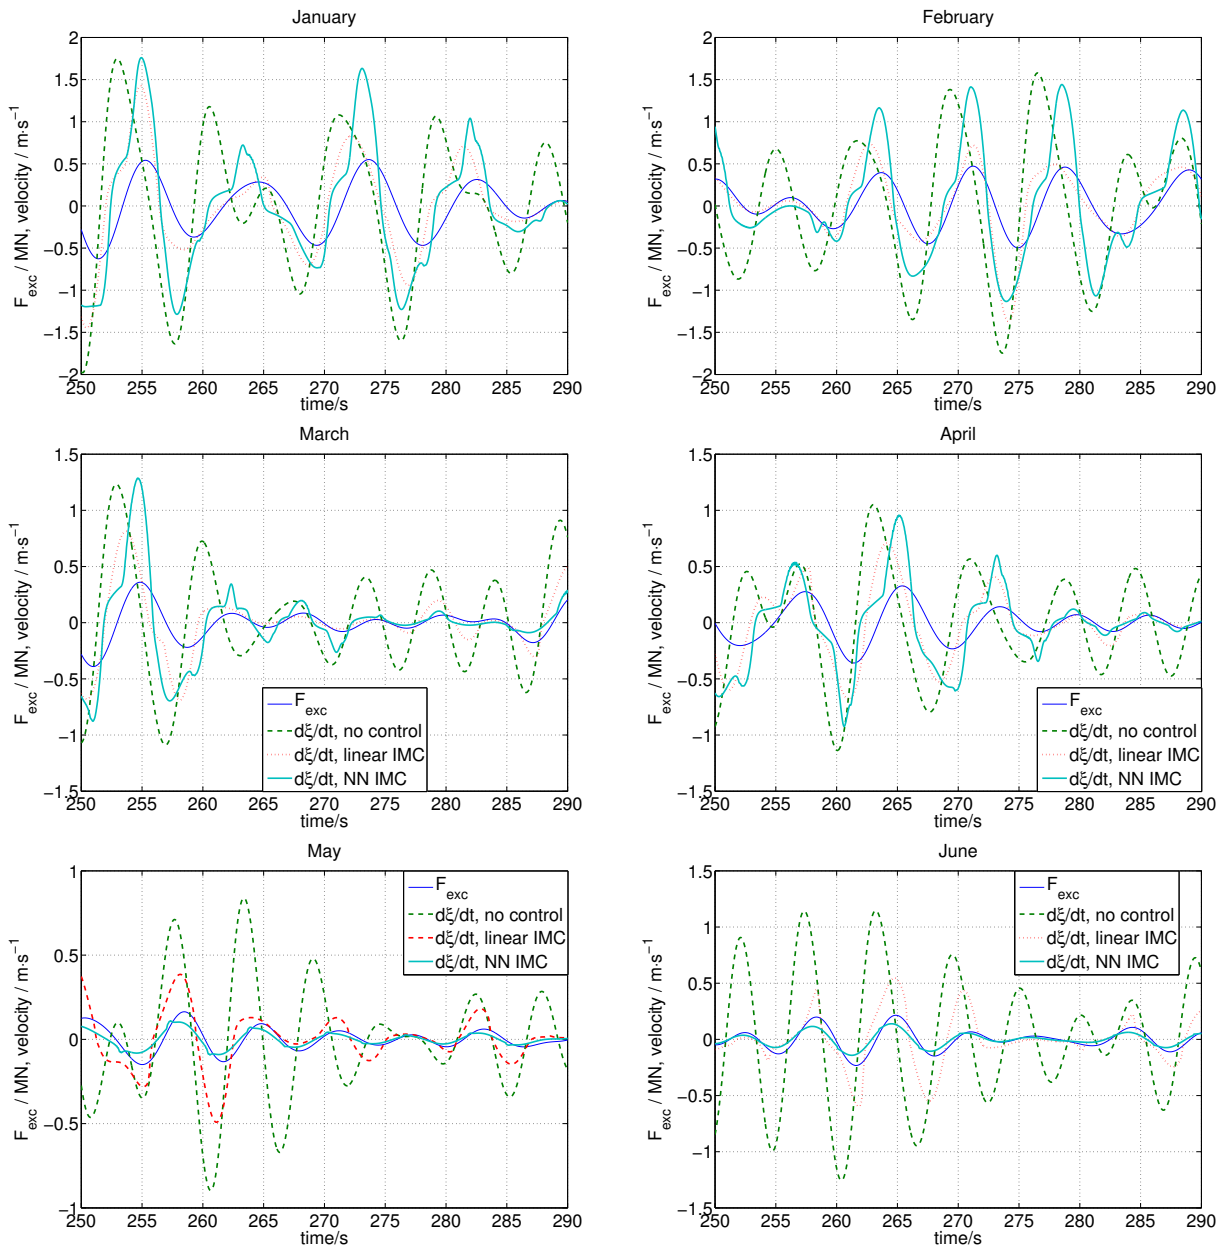 January
2
1.5
1
0.5
0
−0.5
−1
−1.5
−2
250 255 260 265 270 275 280 285 290
time/s
F_exc / MN, velocity / m·s⁻¹
February
2
1.5
1
0.5
0
−0.5
−1
−1.5
−2
250 255 260 265 270 275 280 285 290
time/s
F_exc / MN, velocity / m·s⁻¹
March
1.5
1
0.5
0
−0.5
−1
−1.5
250 255 260 265 270 275 280 285 290
time/s
F_exc / MN, velocity / m·s⁻¹
F_exc
dξ/dt, no control
dξ/dt, linear IMC
dξ/dt, NN IMC
April
1.5
1
0.5
0
−0.5
−1
−1.5
250 255 260 265 270 275 280 285 290
time/s
F_exc / MN, velocity / m·s⁻¹
F_exc
dξ/dt, no control
dξ/dt, linear IMC
dξ/dt, NN IMC
May
1
0.5
0
−0.5
−1
250 255 260 265 270 275 280 285 290
time/s
F_exc / MN, velocity / m·s⁻¹
F_exc
dξ/dt, no control
dξ/dt, linear IMC
dξ/dt, NN IMC
June
1.5
1
0.5
0
−0.5
−1
−1.5
250 255 260 265 270 275 280 285 290
time/s
F_exc / MN, velocity / m·s⁻¹
F_exc
dξ/dt, no control
dξ/dt, linear IMC
dξ/dt, NN IMC